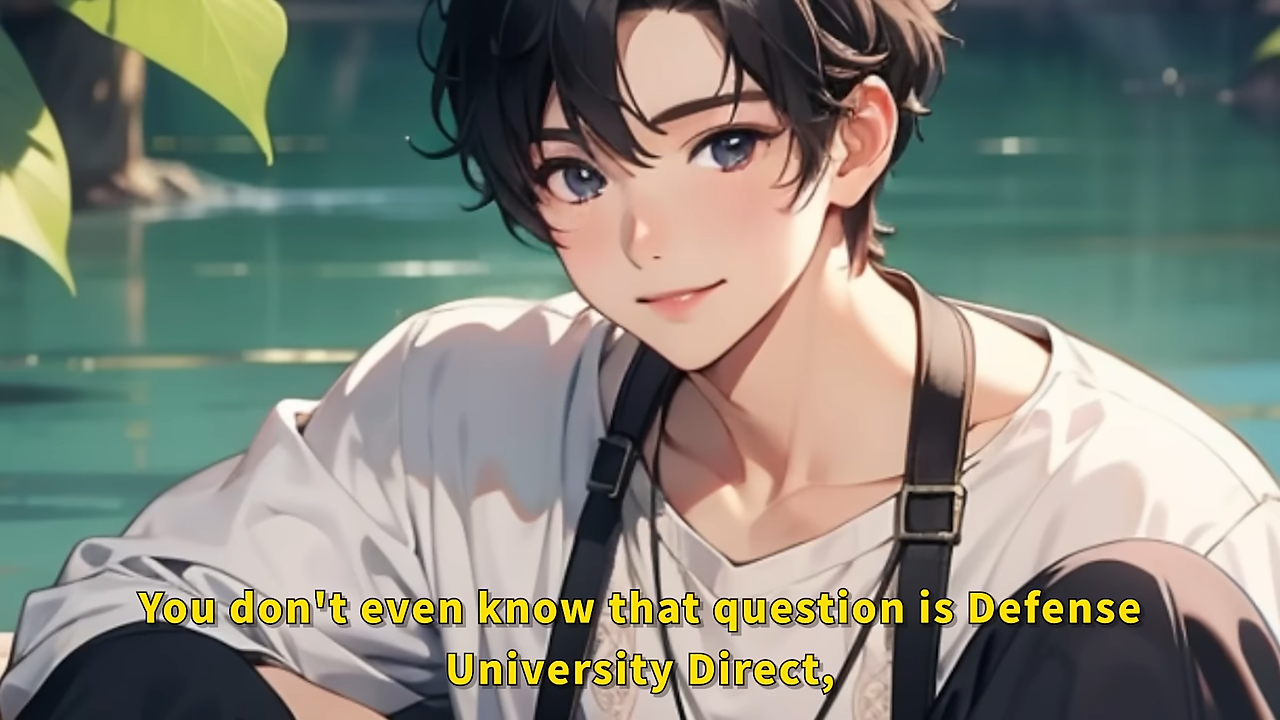 You don't even know that question is Defense
University Direct,